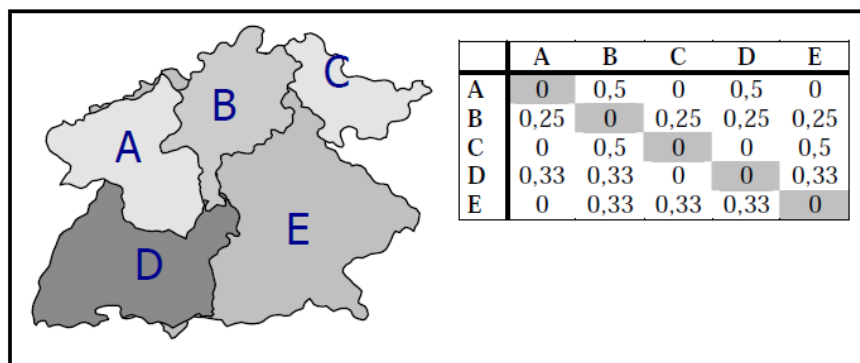 A
B
C
D
E
A B C D E
A 0 0,5 0 0,5 0
B 0,25 0 0,25 0,25 0,25
C 0 0,5 0 0 0,5
D 0,33 0,33 0 0 0,33
E 0 0,33 0,33 0,33 0